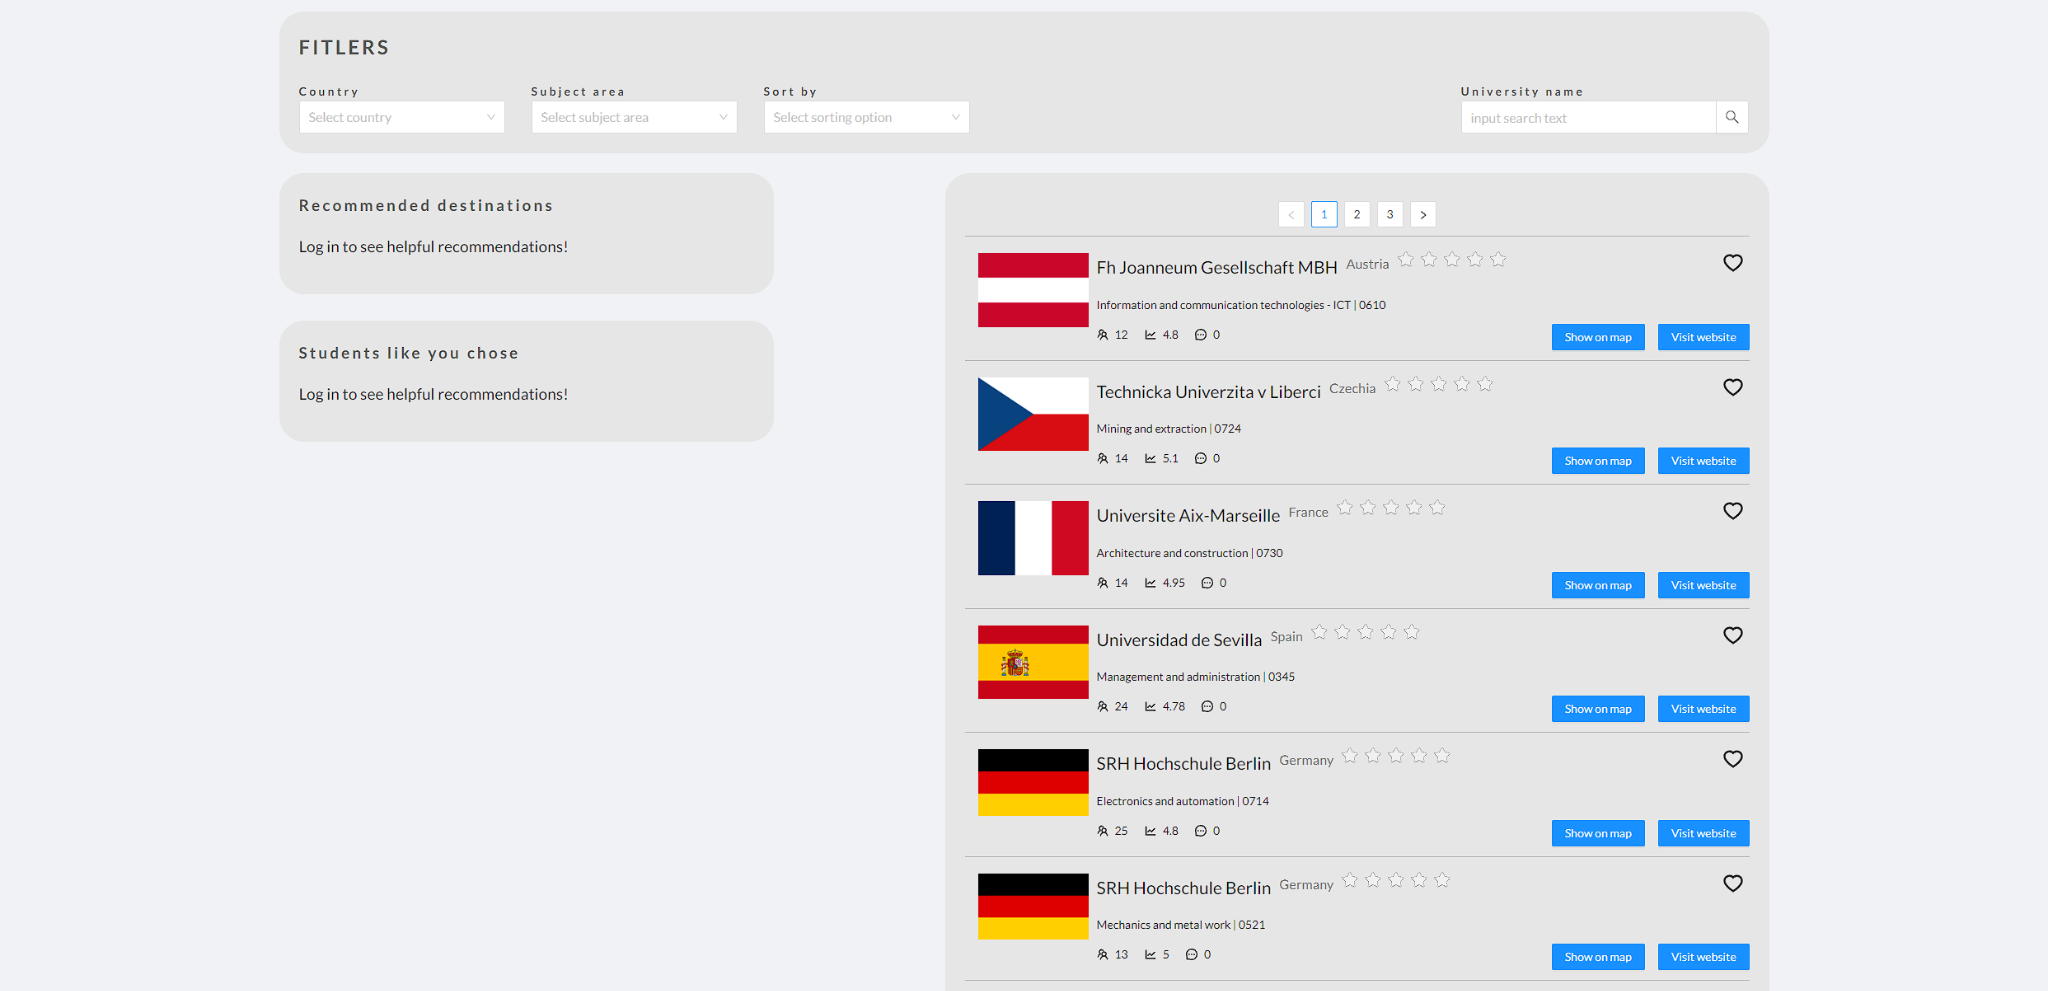 FITLERS
Country Subject area Sort by University name
Select country Select subject area Select sorting option input search text
Recommended destinations
Log in to see helpful recommendations!
Students like you chose
Log in to see helpful recommendations!
< 1 2 3 >
Fh Joanneum Gesellschaft MBH Austria
Information and communication technologies - ICT | 0610
12 4.8 0
Show on map Visit website
Technicka Univerzita v Liberci Czechia
Mining and extraction | 0724
14 5.1 0
Show on map Visit website
Universite Aix-Marseille France
Architecture and construction | 0730
14 4.95 0
Show on map Visit website
Universidad de Sevilla Spain
Management and administration | 0345
24 4.78 0
Show on map Visit website
SRH Hochschule Berlin Germany
Electronics and automation | 0714
25 4.8 0
Show on map Visit website
SRH Hochschule Berlin Germany
Mechanics and metal work | 0521
13 5 0
Show on map Visit website